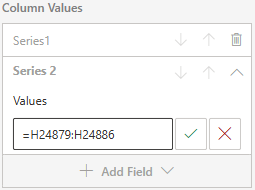 Column Values
Series1
Series 2
Values
=H24879:H24886
Add Field